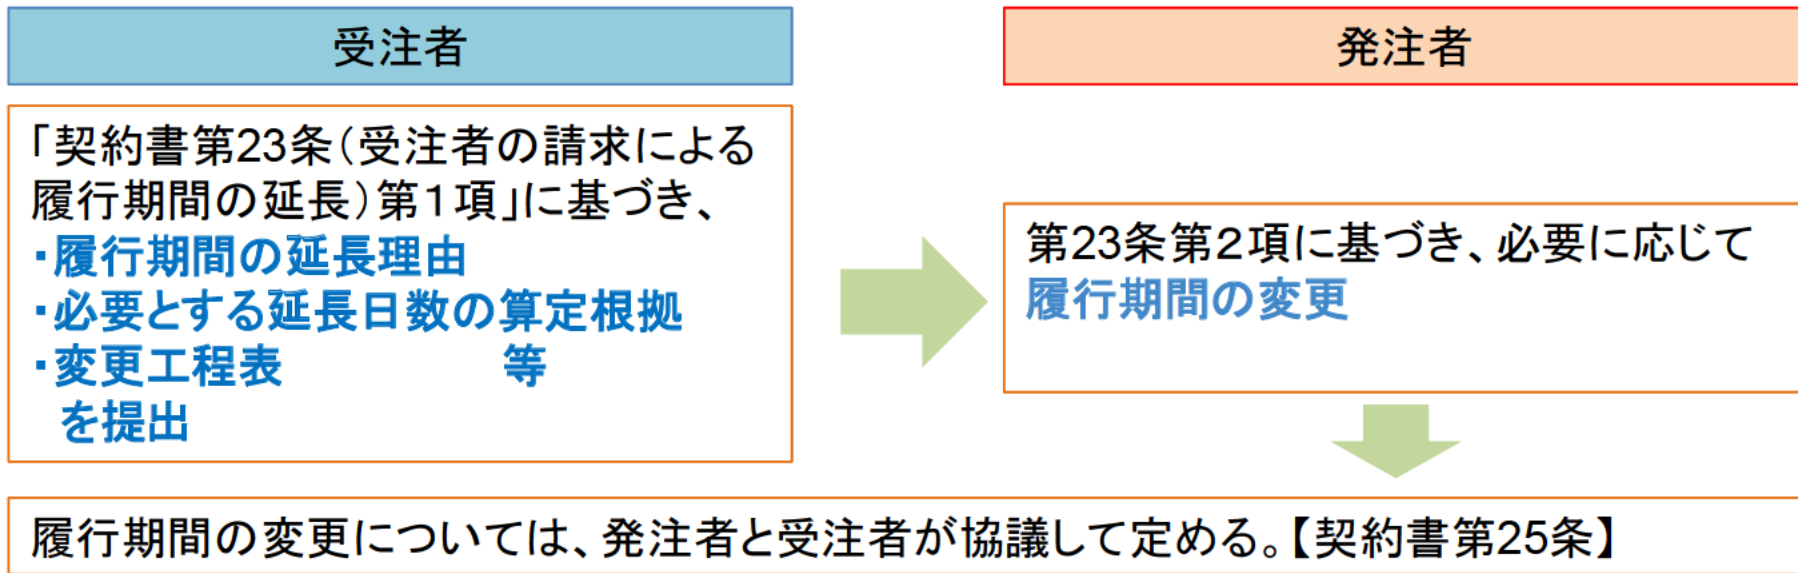 受注者
「契約書第23条（受注者の請求による
履行期間の延長）第１項」に基づき、
・履行期間の延長理由
・必要とする延長日数の算定根拠
・変更工程表　　　　　等
を提出
発注者
第23条第２項に基づき、必要に応じて
履行期間の変更
履行期間の変更については、発注者と受注者が協議して定める。【契約書第25条】